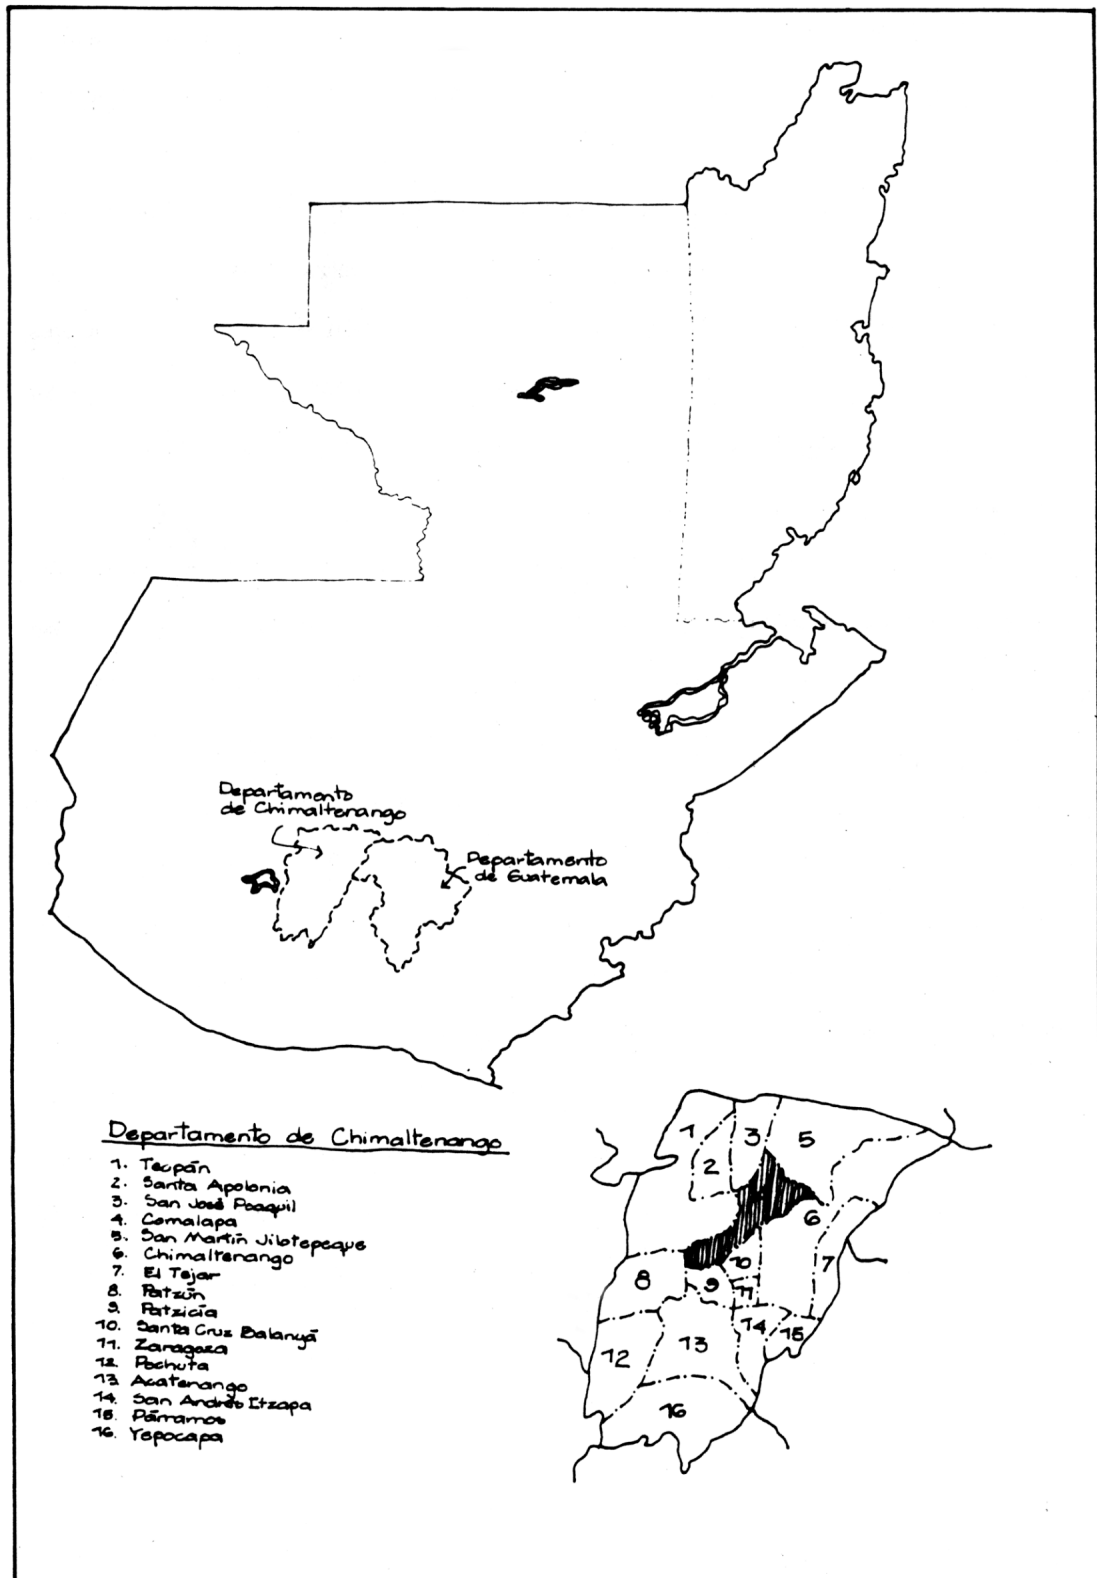 Departamento
de Chimaltenango
Departamento
de Guatemala
Departamento de Chimaltenango
1. Tecpán
2. Santa Apolonia
3. San José Poaquil
4. Comalapa
5. San Martín Jilotepeque
6. Chimaltenango
7. El Tejar
8. Patzún
9. Patzicía
10. Santa Cruz Balanyá
11. Zaragoza
12. Pochuta
13. Acatenango
14. San Andrés Itzapa
15. Párramos
16. Yepocapa
1
3
5
2
6
7
10
8
9
11
14
15
13
12
16